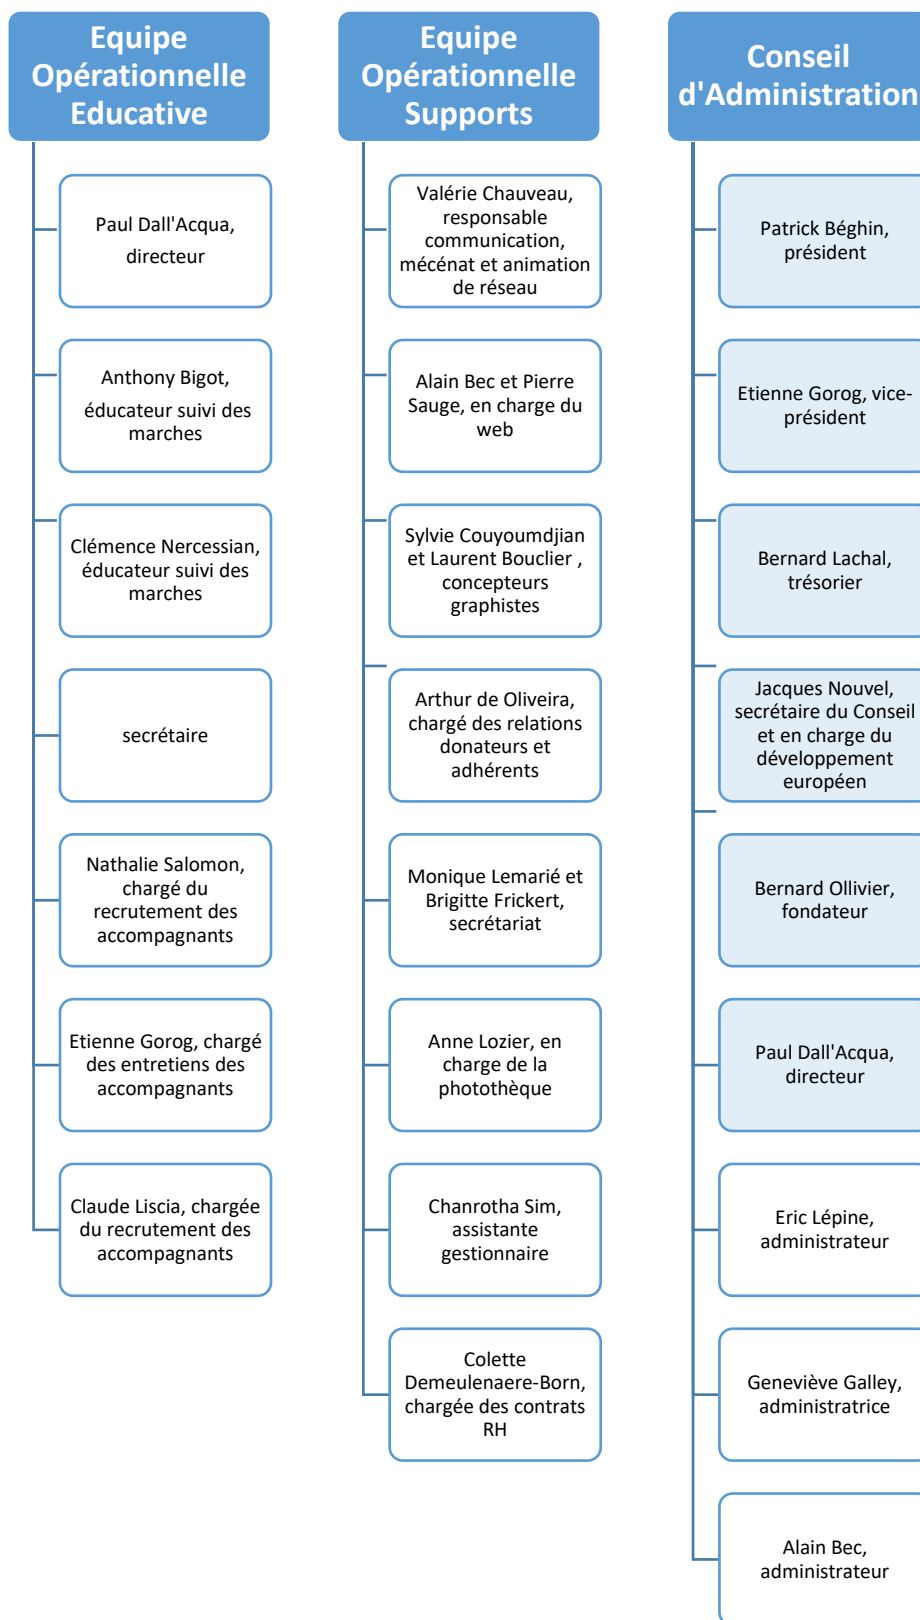 Equipe
Opérationnelle
Educative
Paul Dall'Acqua,
directeur
Anthony Bigot,
éducateur suivi des
marches
Clémence Nercessian,
éducateur suivi des
marches
secrétaire
Nathalie Salomon,
chargé du
recrutement des
accompagnants
Etienne Gorog, chargé
des entretiens des
accompagnants
Claude Liscia, chargée
du recrutement des
accompagnants
Equipe
Opérationnelle
Supports
Valérie Chauveau,
responsable
communication,
mécénat et animation
de réseau
Alain Bec et Pierre
Sauge, en charge du
web
Sylvie Couyoumdjian
et Laurent Bouclier ,
concepteurs
graphistes
Arthur de Oliveira,
chargé des relations
donateurs et
adhérents
Monique Lemarié et
Brigitte Frickert,
secrétariat
Anne Lozier, en
charge de la
photothèque
Chanrotha Sim,
assistante
gestionnaire
Colette
Demeulenaere-Born,
chargée des contrats
RH
Conseil
d'Administration
Patrick Béghin,
président
Etienne Gorog, vice-
président
Bernard Lachal,
trésorier
Jacques Nouvel,
secrétaire du Conseil
et en charge du
développement
européen
Bernard Ollivier,
fondateur
Paul Dall'Acqua,
directeur
Eric Lépine,
administrateur
Geneviève Galley,
administratrice
Alain Bec,
administrateur